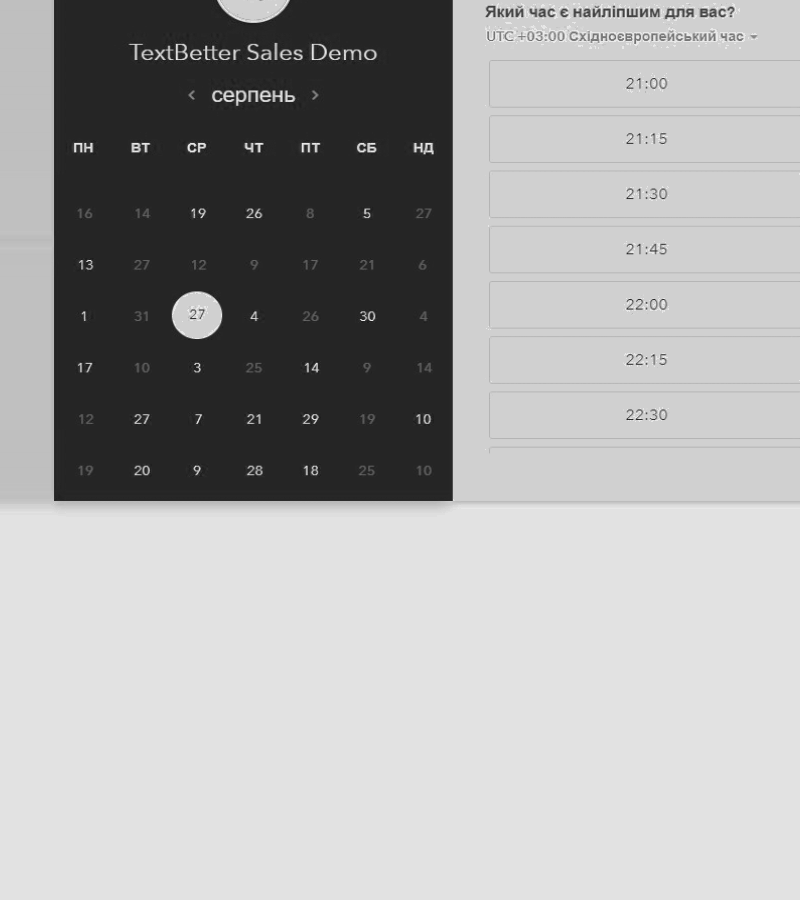 TextBetter Sales Demo
серпень
ПН ВТ СР ЧТ ПТ СБ НД
16 14 19 26 8 5 27
13 27 12 9 17 21 6
1 31 27 4 26 30 4
17 10 3 25 14 9 14
12 27 7 21 29 19 10
19 20 9 28 18 25 10
Який час є найліпшим для вас?
UTC +03:00 Східноєвропейський час
21:00
21:15
21:30
21:45
22:00
22:15
22:30